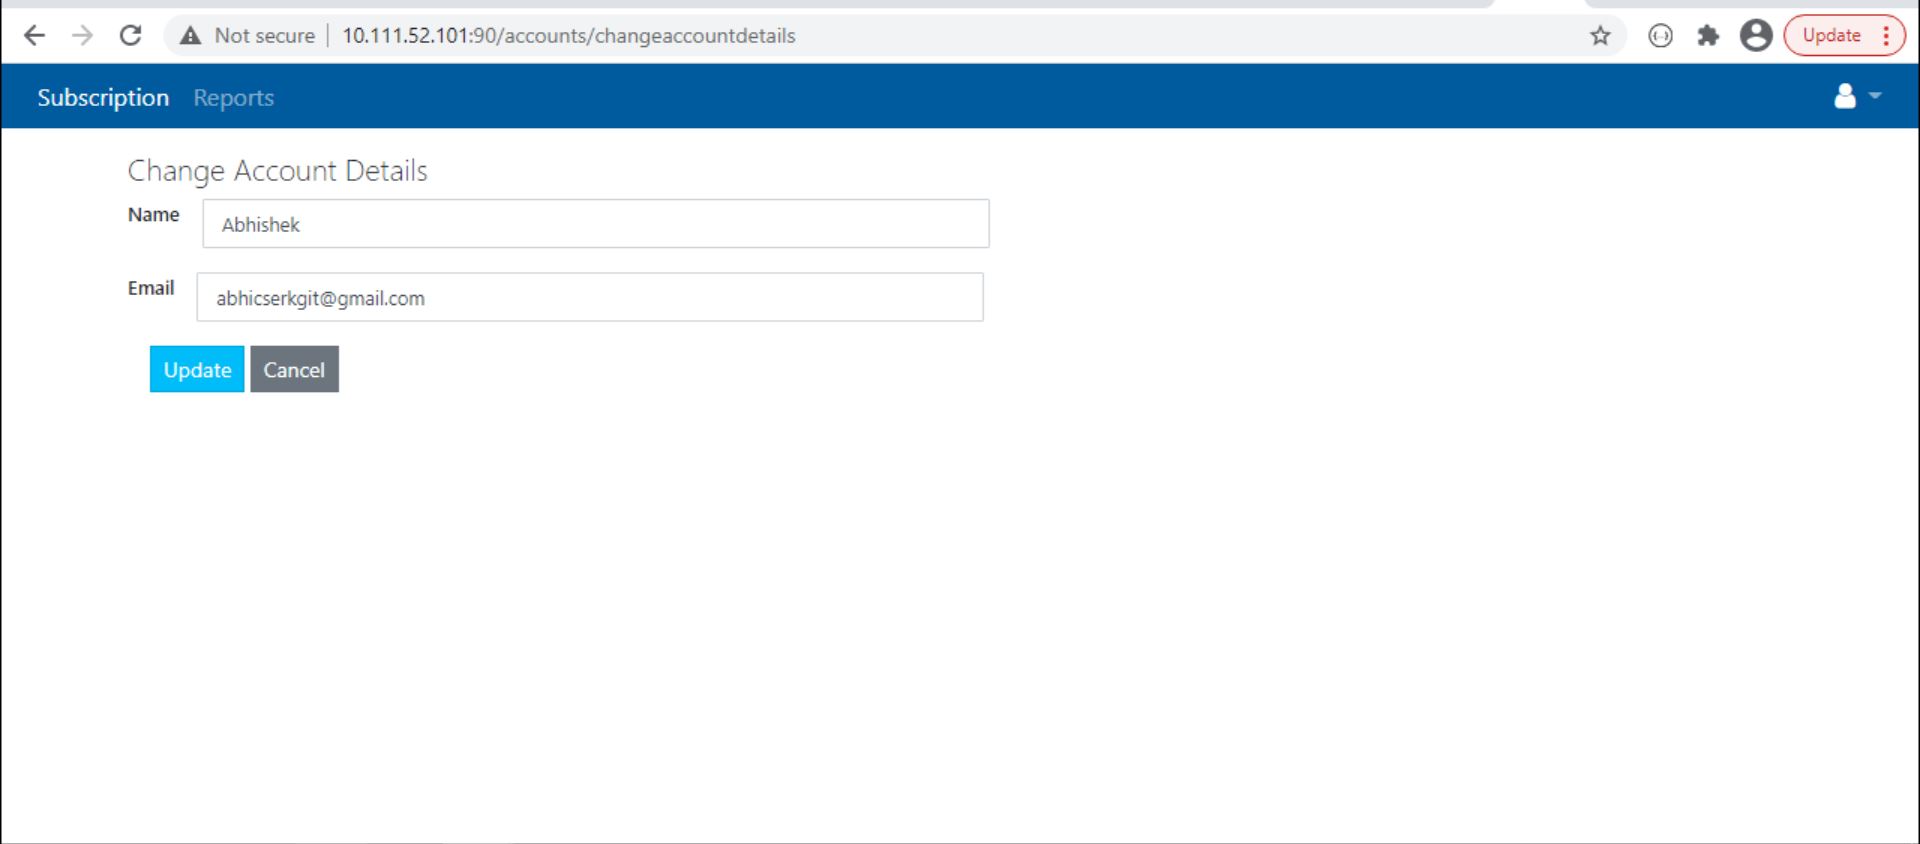 Not secure 10.111.52.101:90/accounts/changeaccountdetails Update
Subscription Reports
Change Account Details
Name Abhishek
Email abhicserkgit@gmail.com
Update Cancel